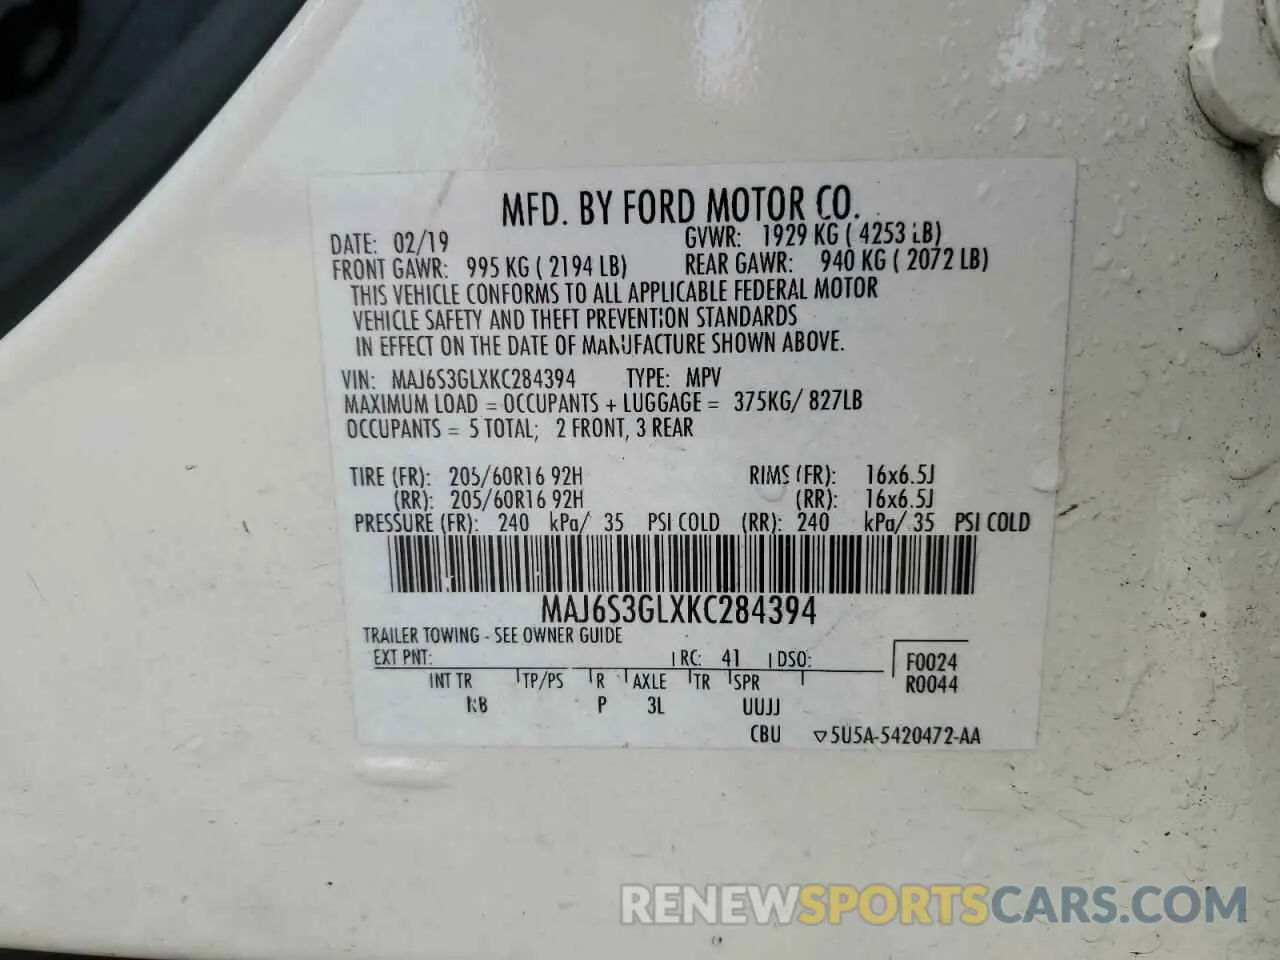 MFD. BY FORD MOTOR CO.
DATE: 02/19 GVWR: 1929 KG ( 4253 LB)
FRONT GAWR: 995 KG ( 2194 LB) REAR GAWR: 940 KG ( 2072 LB)
THIS VEHICLE CONFORMS TO ALL APPLICABLE FEDERAL MOTOR
VEHICLE SAFETY AND THEFT PREVENTION STANDARDS
IN EFFECT ON THE DATE OF MANUFACTURE SHOWN ABOVE.
VIN: MAJ6S3GLXKC284394 TYPE: MPV
MAXIMUM LOAD = OCCUPANTS + LUGGAGE = 375KG/ 827LB
OCCUPANTS = 5 TOTAL; 2 FRONT, 3 REAR
TIRE (FR): 205/60R16 92H RIMS (FR): 16x6.5J
(RR): 205/60R16 92H (RR): 16x6.5J
PRESSURE (FR): 240 kPa/ 35 PSI COLD (RR): 240 kPa/ 35 PSI COLD
MAJ6S3GLXKC284394
TRAILER TOWING - SEE OWNER GUIDE
EXT PNT: RC: 41 DSO: F0024
INT TR TP/PS R AXLE TR SPR R0044
KB P 3L UUJJ
CBU ▽5U5A-5420472-AA
RENEWSPORTSCARS.COM